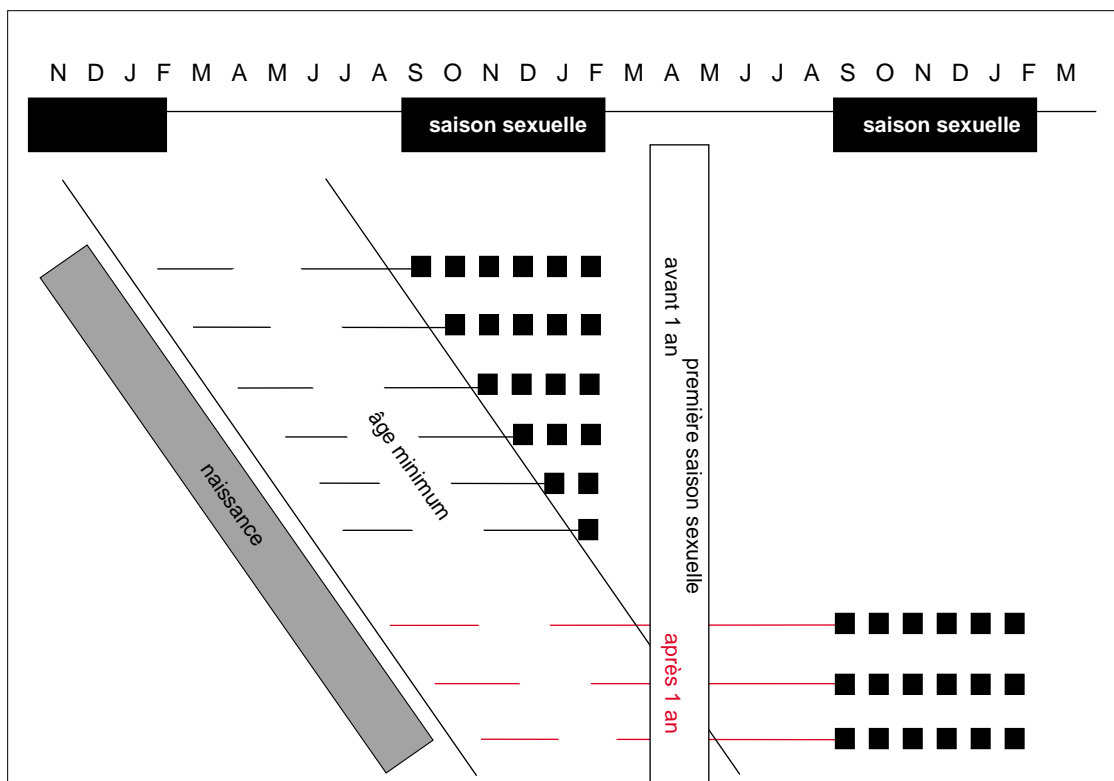 N D J F M A M J J A S O N D J F M A M J J A S O N D J F M
saison sexuelle
saison sexuelle
naissance
âge minimum
avant 1 an
première saison sexuelle
après 1 an